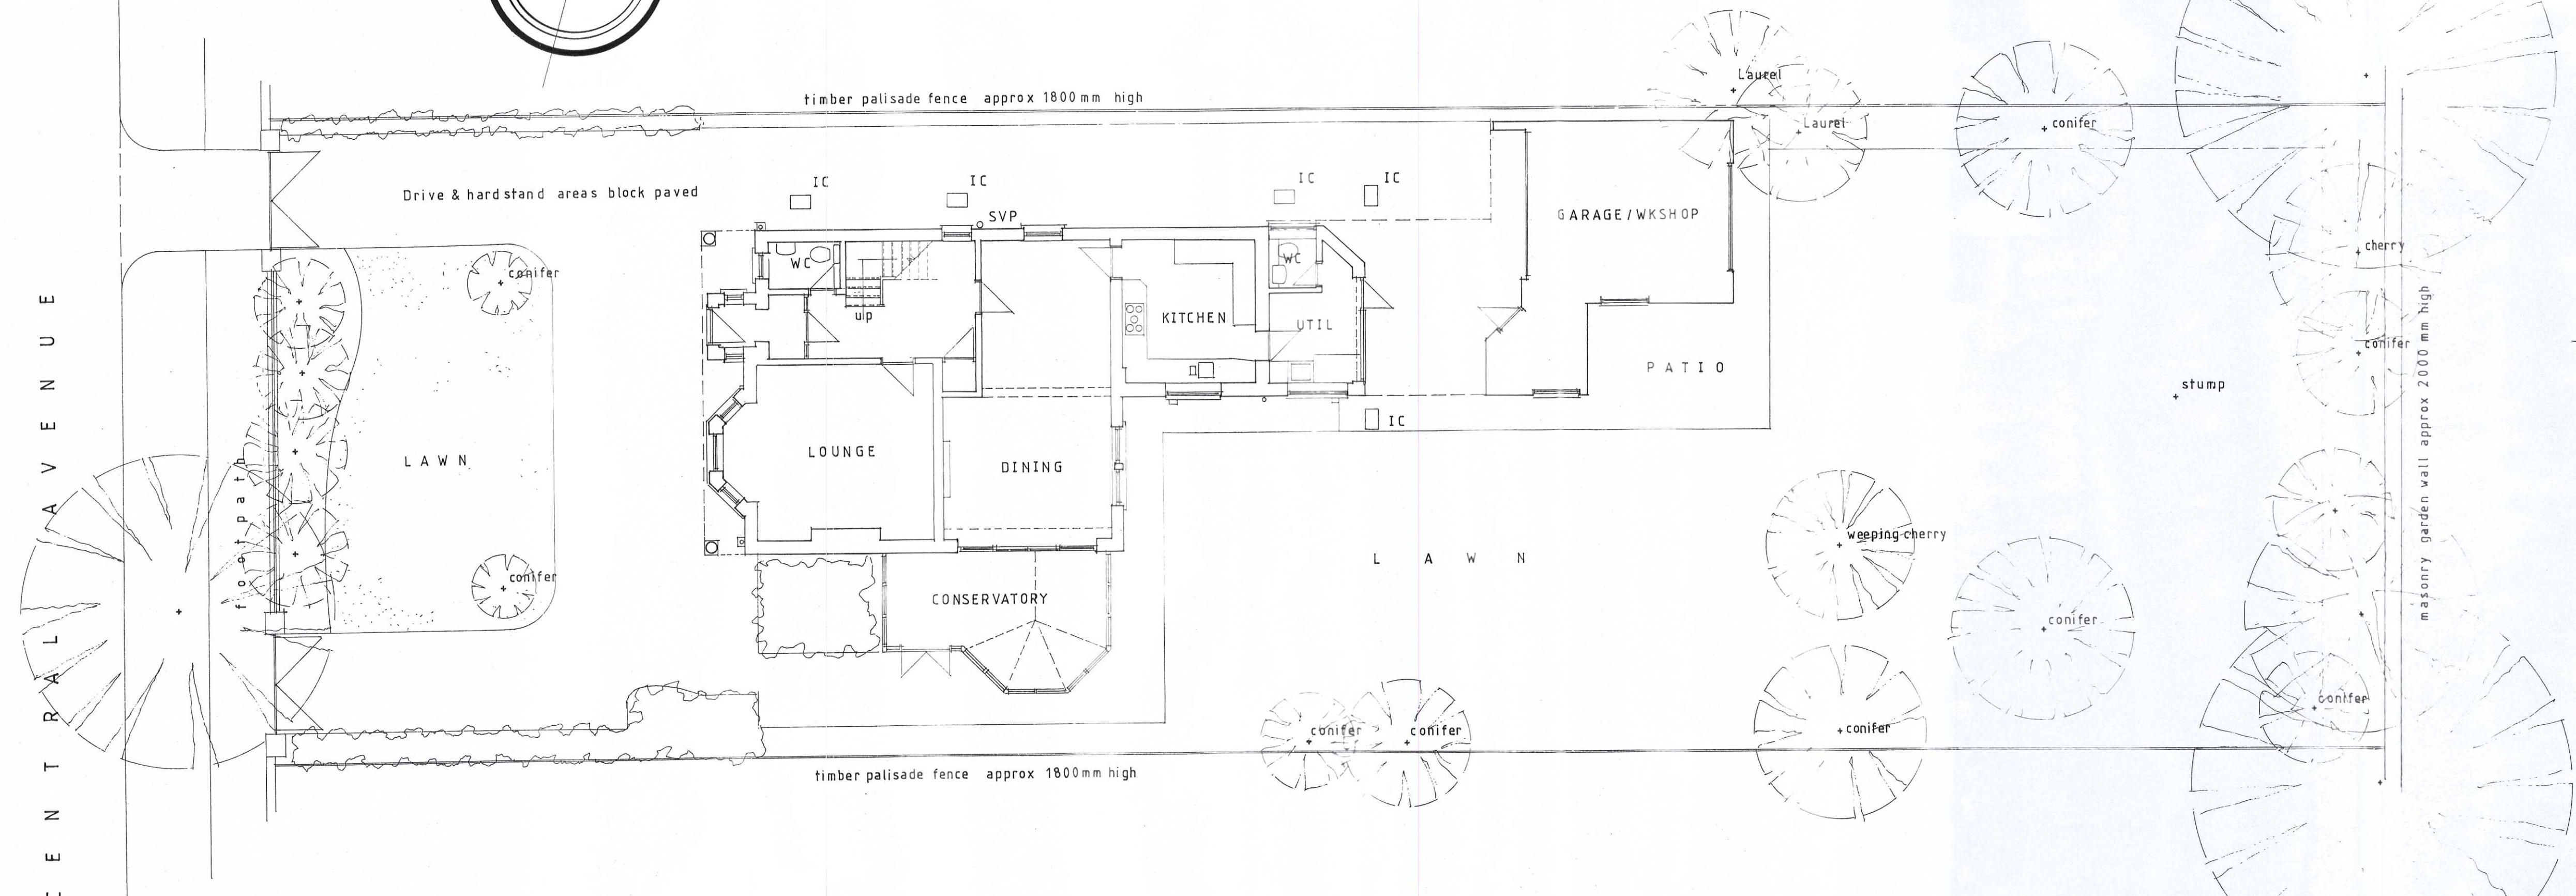 timber palisade fence approx 1800mm high
Laurel
Laurel
conifer
Drive & hardstand areas block paved
IC
IC
IC
IC
SVP
GARAGE/WKSHOP
WC
WC
conifer
cherry
up
KITCHEN
UTIL
PATIO
conifer
stump
masonry garden wall approx 2000mm high
IC
LAWN
LOUNGE
DINING
footpath
weeping cherry
LAWN
conifer
CONSERVATORY
conifer
conifer
conifer
conifer
conifer
timber palisade fence approx 1800mm high
ENTRAL AVENUE